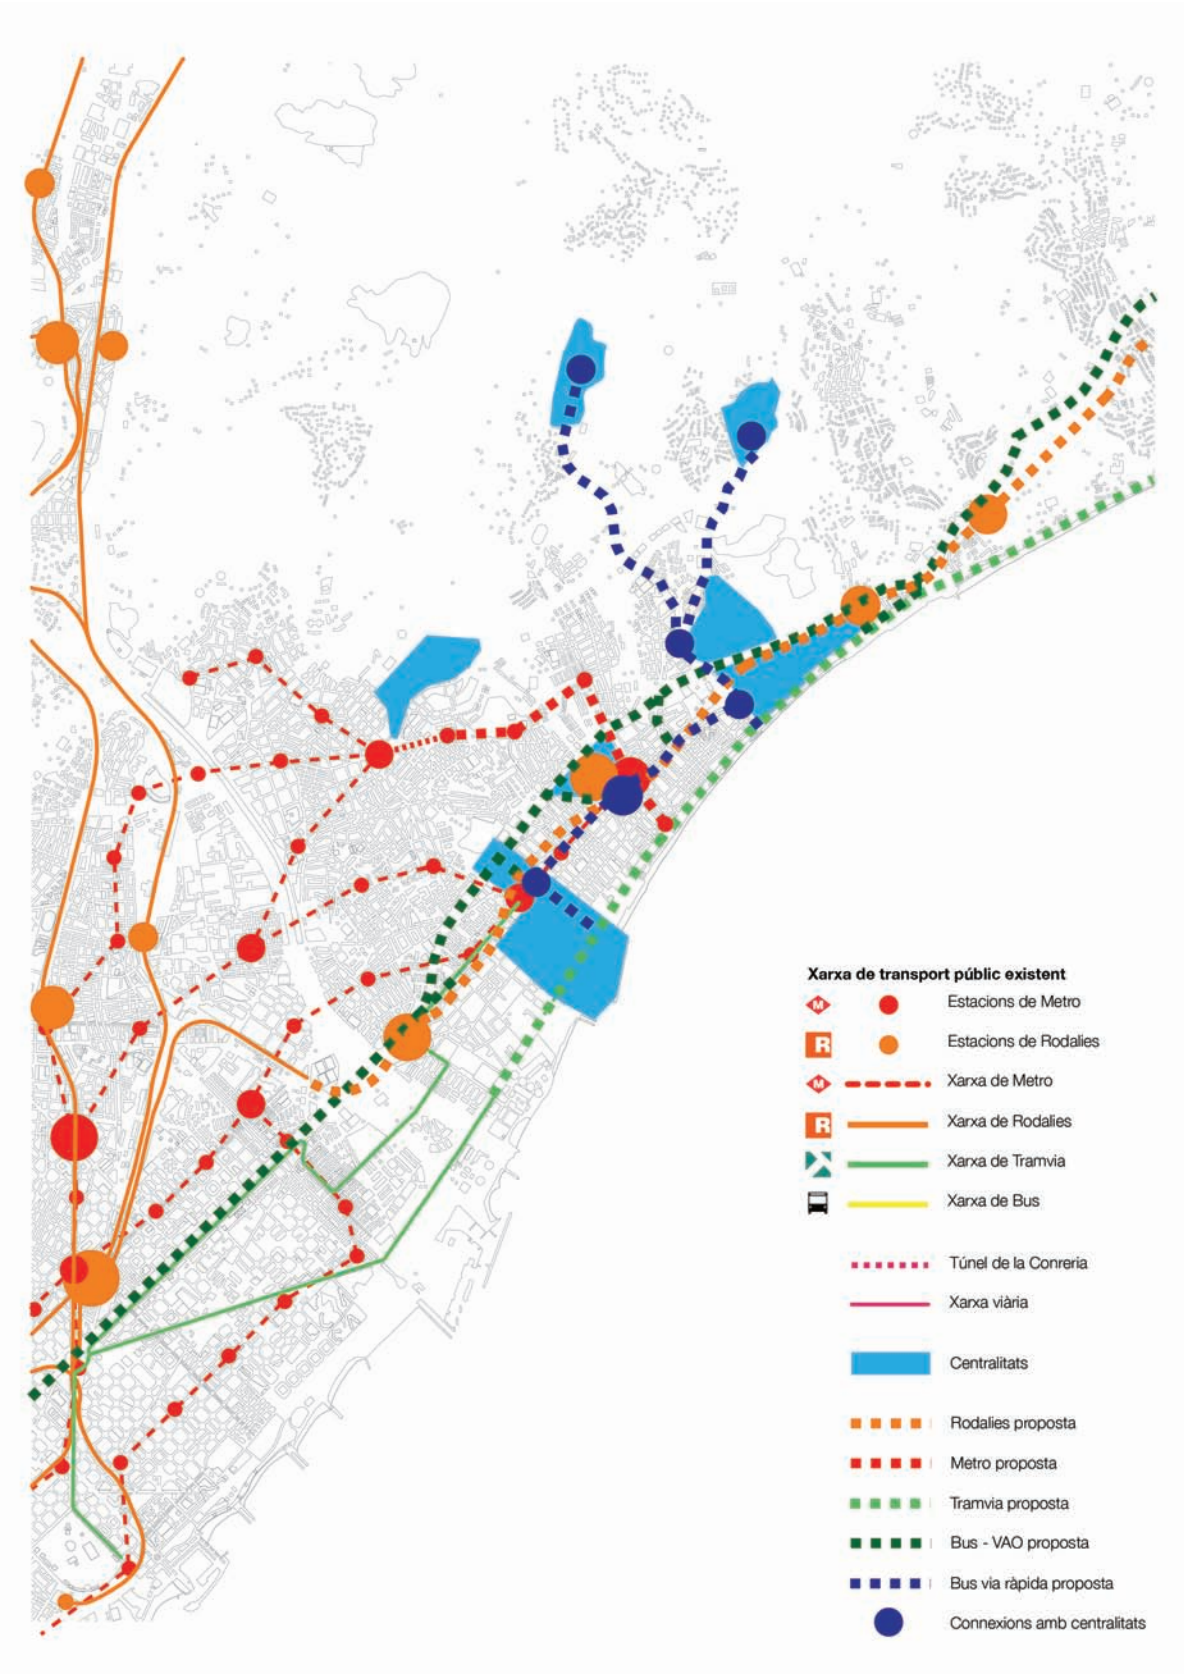 Xarxa de transport públic existent
M Estacions de Metro
R Estacions de Rodalies
M Xarxa de Metro
R Xarxa de Rodalies
Xarxa de Tramvia
Xarxa de Bus
Túnel de la Conreria
Xarxa viària
Centralitats
Rodalies proposta
Metro proposta
Tramvia proposta
Bus - VAO proposta
Bus via ràpida proposta
Connexions amb centralitats